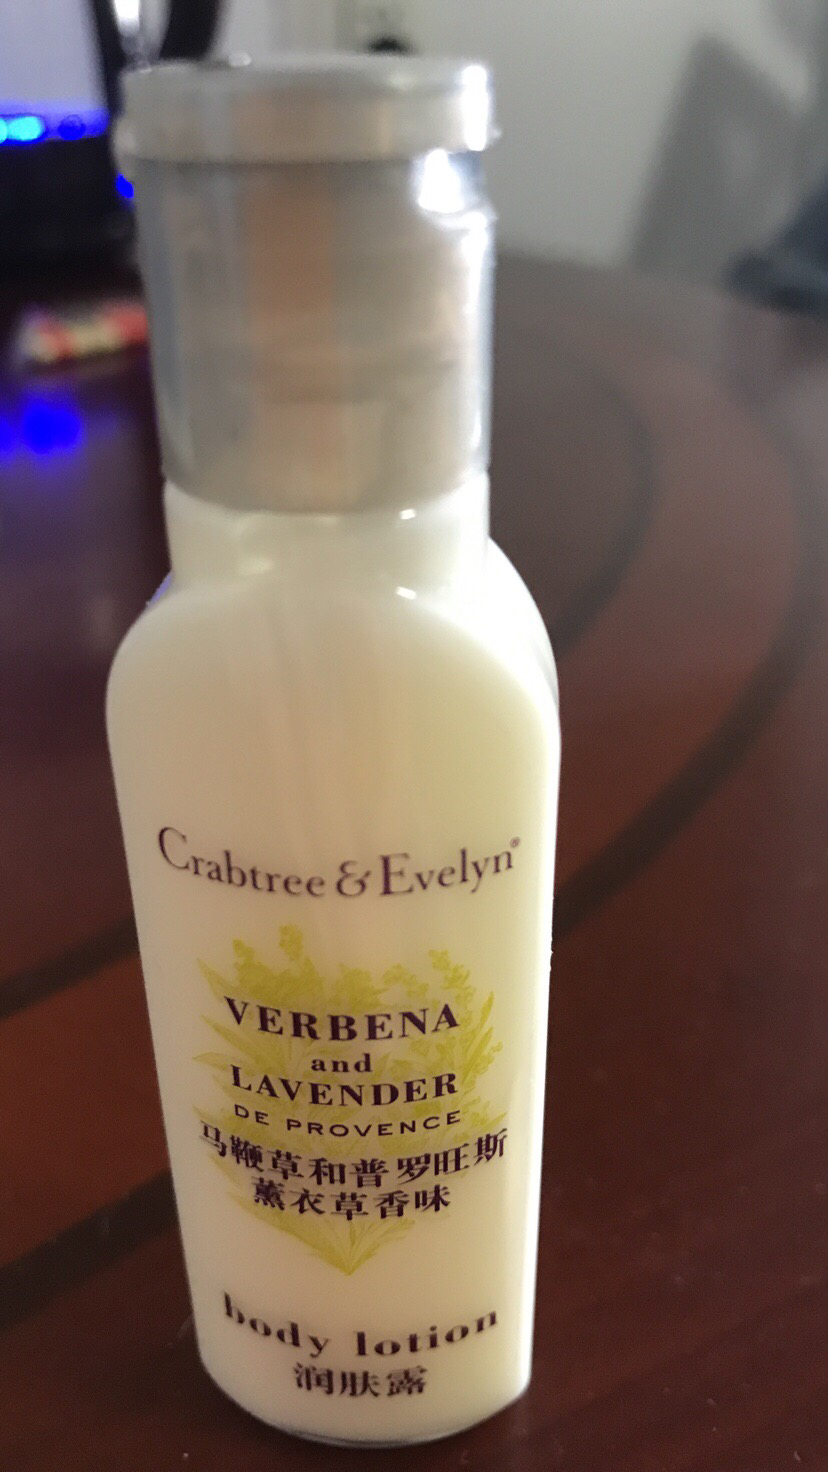 Crabtree & Evelyn®
VERBENA
and
LAVENDER
DE PROVENCE
马鞭草和普罗旺斯
薰衣草香味
body lotion
润肤露